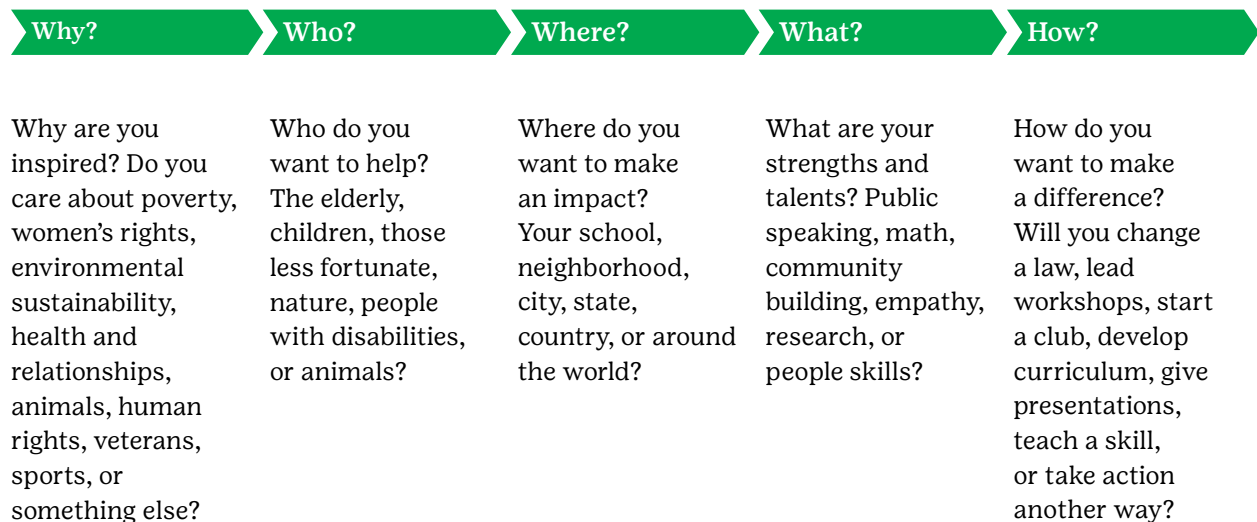 Why?
Who?
Where?
What?
How?
Why are you
inspired? Do you
care about poverty,
women’s rights,
environmental
sustainability,
health and
relationships,
animals, human
rights, veterans,
sports, or
something else?
Who do you
want to help?
The elderly,
children, those
less fortunate,
nature, people
with disabilities,
or animals?
Where do you
want to make
an impact?
Your school,
neighborhood,
city, state,
country, or around
the world?
What are your
strengths and
talents? Public
speaking, math,
community
building, empathy,
research, or
people skills?
How do you
want to make
a difference?
Will you change
a law, lead
workshops, start
a club, develop
curriculum, give
presentations,
teach a skill,
or take action
another way?